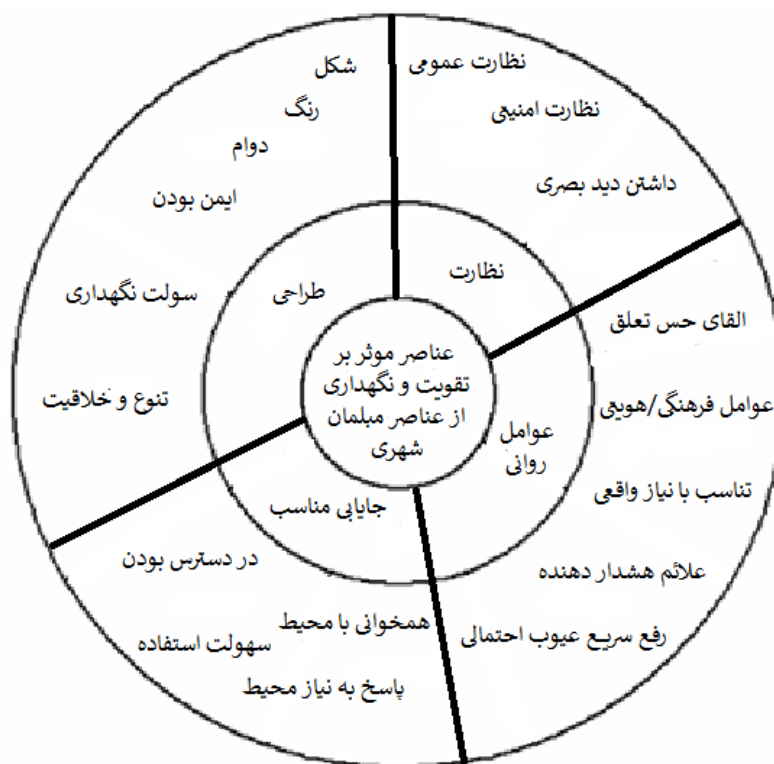 عناصر موثر بر
تقویت و نگهداری
از عناصر مبلمان
شهری
نظارت
نظارت عمومی
نظارت امنیتی
داشتن دید بصری
عوامل
روانی
القای حس تعلق
عوامل فرهنگی/هویتی
تناسب با نیاز واقعی
علائم هشدار دهنده
رفع سریع عیوب احتمالی
جایابی مناسب
در دسترس بودن
همخوانی با محیط
سهولت استفاده
پاسخ به نیاز محیط
طراحی
شکل
رنگ
دوام
ایمن بودن
سولت نگهداری
تنوع و خلاقیت